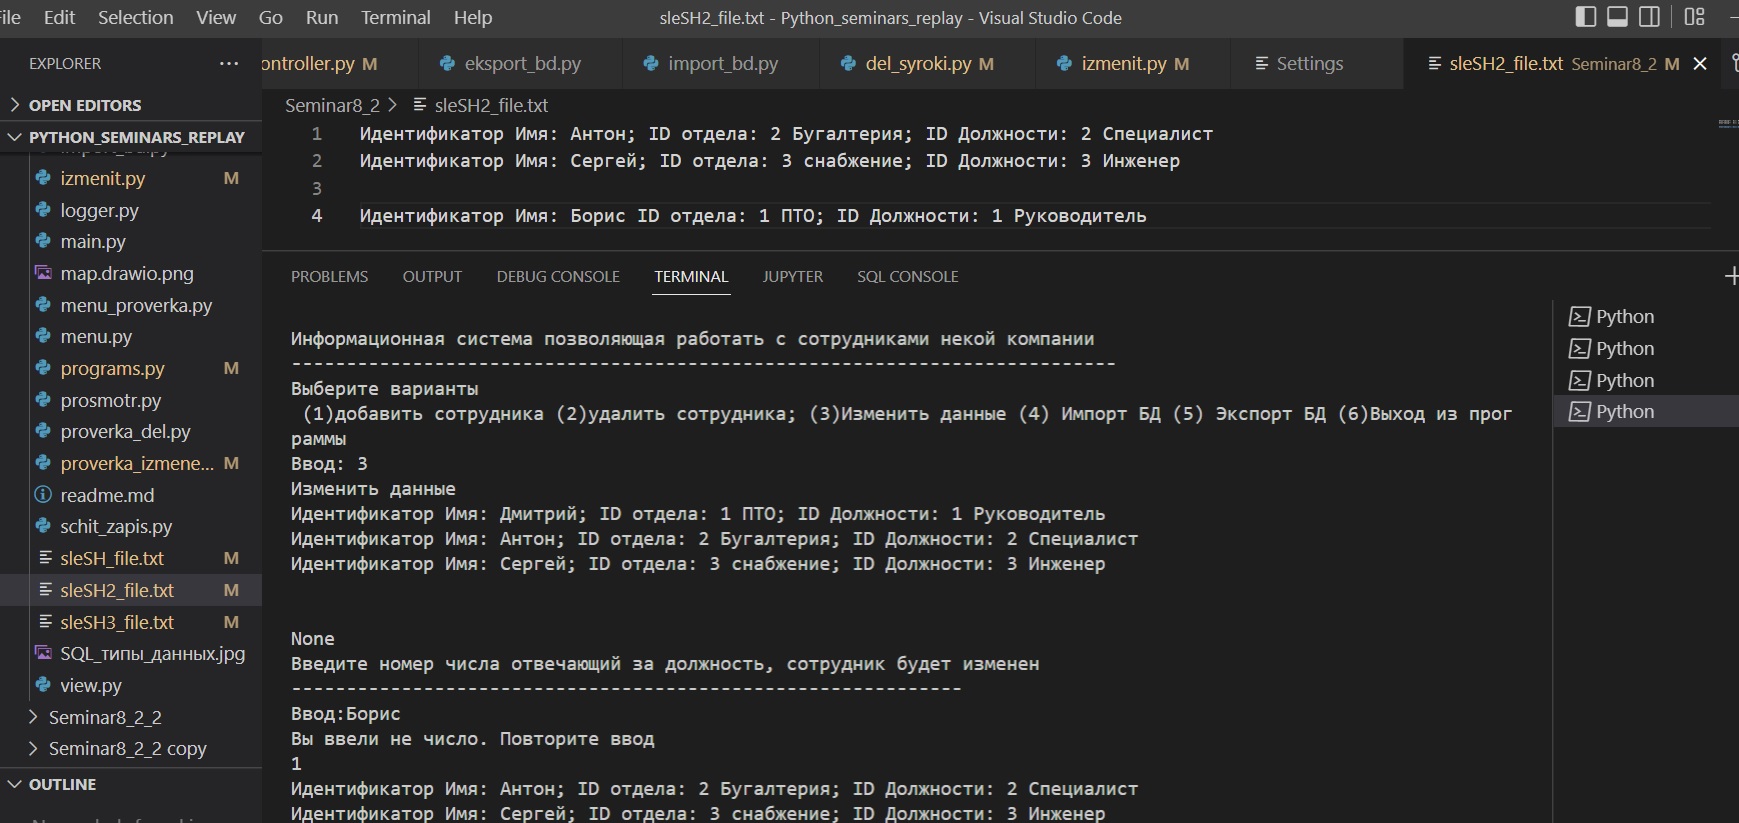 File Edit Selection View Go Run Terminal Help
sleSH2_file.txt - Python_seminars_replay - Visual Studio Code
EXPLORER
ontroller.py M
eksport_bd.py
import_bd.py
del_syroki.py M
izmenit.py M
Settings
sleSH2_file.txt Seminar8_2 M
OPEN EDITORS
PYTHON_SEMINARS_REPLAY
import_bd.py
izmenit.py M
logger.py
main.py
map.drawio.png
menu_proverka.py
menu.py
programs.py M
prosmotr.py
proverka_del.py
proverka_izmene... M
readme.md
schit_zapis.py
sleSH_file.txt M
sleSH2_file.txt M
sleSH3_file.txt M
SQL_типы_данных.jpg
view.py
Seminar8_2_2
Seminar8_2_2 copy
OUTLINE
Seminar8_2 > sleSH2_file.txt
1 Идентификатор Имя: Антон; ID отдела: 2 Бугалтерия; ID Должности: 2 Специалист
2 Идентификатор Имя: Сергей; ID отдела: 3 снабжение; ID Должности: 3 Инженер
3
4 Идентификатор Имя: Борис ID отдела: 1 ПТО; ID Должности: 1 Руководитель
PROBLEMS OUTPUT DEBUG CONSOLE TERMINAL JUPYTER SQL CONSOLE
Информационная система позволяющая работать с сотрудниками некой компании
---------------------------------------------------------------------------
Выберите варианты
(1)добавить сотрудника (2)удалить сотрудника; (3)Изменить данные (4) Импорт БД (5) Экспорт БД (6)Выход из прог
раммы
Ввод: 3
Изменить данные
Идентификатор Имя: Дмитрий; ID отдела: 1 ПТО; ID Должности: 1 Руководитель
Идентификатор Имя: Антон; ID отдела: 2 Бугалтерия; ID Должности: 2 Специалист
Идентификатор Имя: Сергей; ID отдела: 3 снабжение; ID Должности: 3 Инженер
None
Введите номер числа отвечающий за должность, сотрудник будет изменен
-------------------------------------------------------------
Ввод:Борис
Вы ввели не число. Повторите ввод
1
Идентификатор Имя: Антон; ID отдела: 2 Бугалтерия; ID Должности: 2 Специалист
Идентификатор Имя: Сергей; ID отдела: 3 снабжение; ID Должности: 3 Инженер
Python
Python
Python
Python